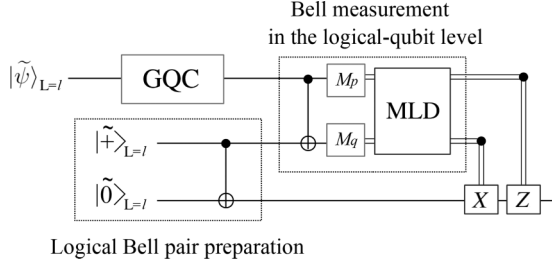 Bell measurement
in the logical-qubit level
|ψ̃⟩L=l
GQC
Mp
MLD
|+̃⟩L=l
Mq
|0̃⟩L=l
X
Z
Logical Bell pair preparation